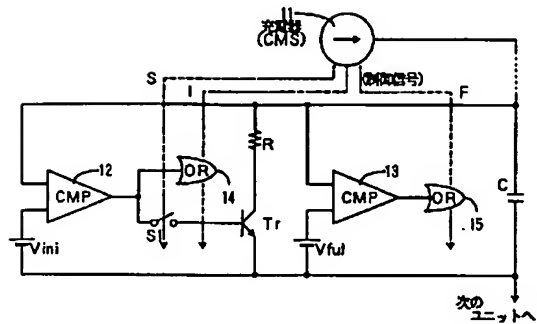 11
充電器
(CMS)
S
I
(制御信号)
F
12
CMP
OR
14
R
S1
Tr
Vini
13
CMP
OR
15
Vful
C
次の
ユニットへ